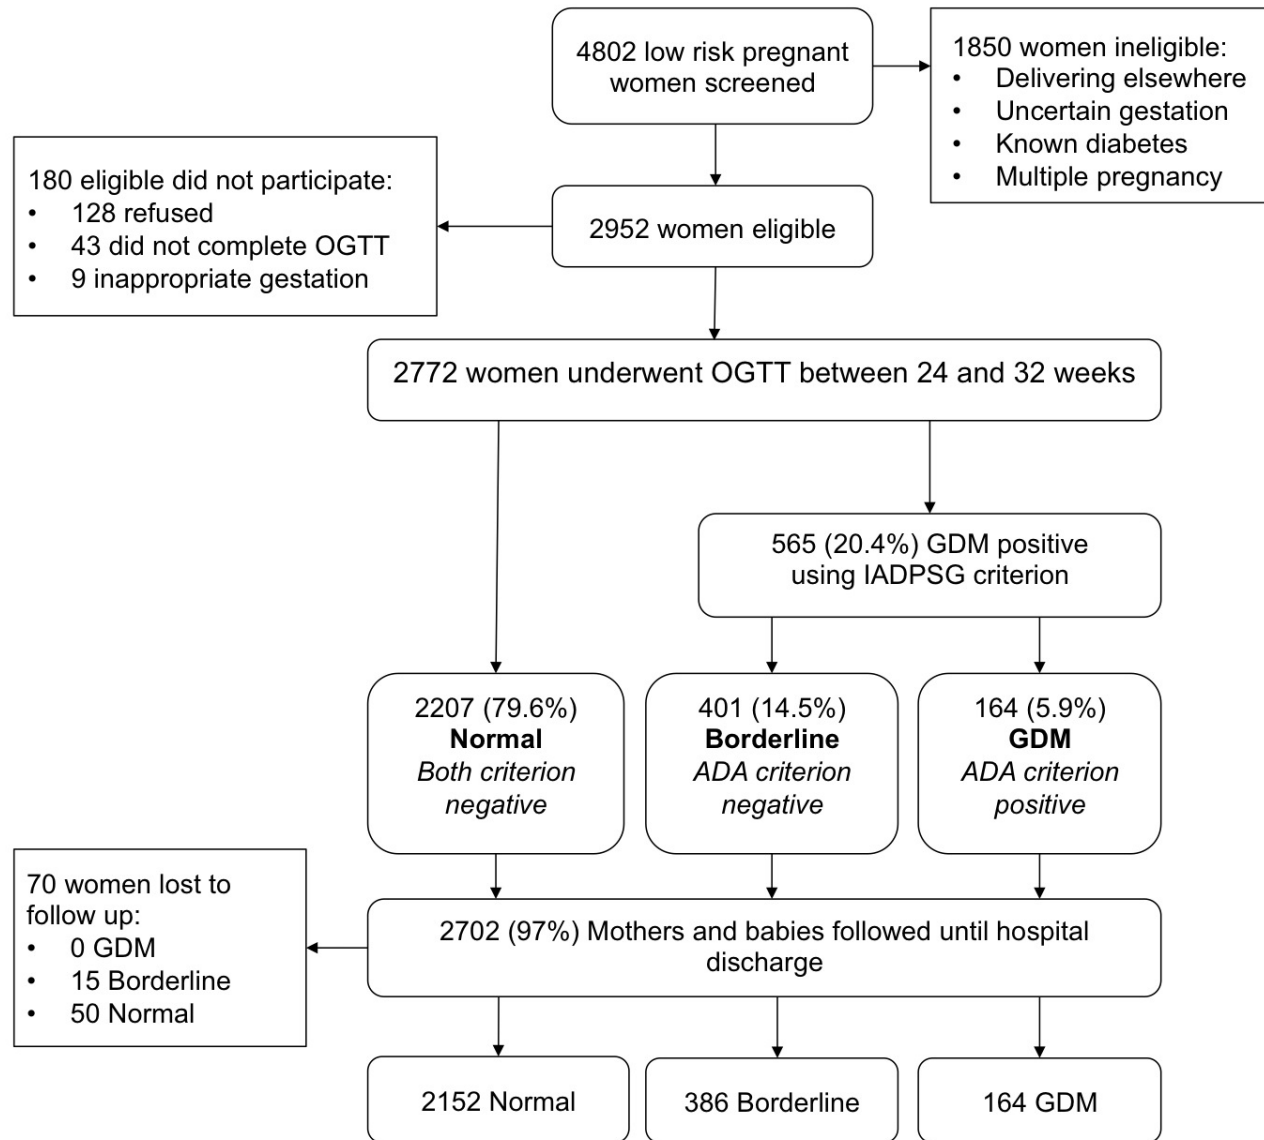 4802 low risk pregnant
women screened
1850 women ineligible:
• Delivering elsewhere
• Uncertain gestation
• Known diabetes
• Multiple pregnancy
180 eligible did not participate:
• 128 refused
• 43 did not complete OGTT
• 9 inappropriate gestation
2952 women eligible
2772 women underwent OGTT between 24 and 32 weeks
565 (20.4%) GDM positive
using IADPSG criterion
2207 (79.6%)
Normal
Both criterion
negative
401 (14.5%)
Borderline
ADA criterion
negative
164 (5.9%)
GDM
ADA criterion
positive
70 women lost to
follow up:
• 0 GDM
• 15 Borderline
• 50 Normal
2702 (97%) Mothers and babies followed until hospital
discharge
2152 Normal
386 Borderline
164 GDM